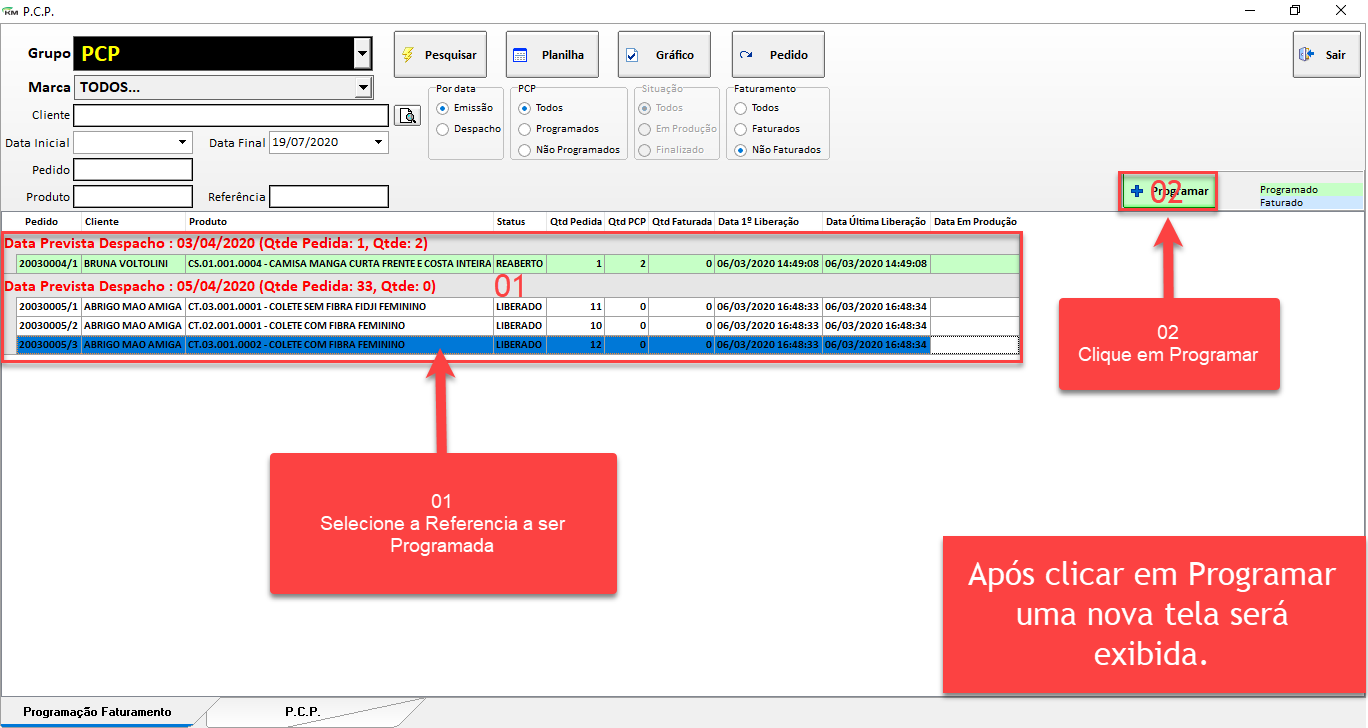 KM P.C.P.
Grupo PCP Pesquisar Planilha Gráfico Pedido Sair
Marca TODOS...
Por data PCP Situação Faturamento
Cliente Emissão Todos Todos Todos
Despacho Programados Em Produção Faturados
Data Inicial Data Final 19/07/2020 Não Programados Finalizado Não Faturados
Pedido
Produto Referência
Programar 02 Programado
Faturado
Pedido Cliente Produto Status Qtd Pedida Qtd PCP Qtd Faturada Data 1º Liberação Data Última Liberação Data Em Produção
Data Prevista Despacho : 03/04/2020 (Qtde Pedida: 1, Qtde: 2)
20030004/1 BRUNA VOLTOLINI CS.01.001.0004 - CAMISA MANGA CURTA FRENTE E COSTA INTEIRA REABERTO 1 2 0 06/03/2020 14:49:08 06/03/2020 14:49:08
Data Prevista Despacho : 05/04/2020 (Qtde Pedida: 33, Qtde: 0) 01
20030005/1 ABRIGO MAO AMIGA CT.03.001.0001 - COLETE SEM FIBRA FIDJI FEMININO LIBERADO 11 0 0 06/03/2020 16:48:33 06/03/2020 16:48:34
20030005/2 ABRIGO MAO AMIGA CT.02.001.0001 - COLETE COM FIBRA FEMININO LIBERADO 10 0 0 06/03/2020 16:48:33 06/03/2020 16:48:34
20030005/3 ABRIGO MAO AMIGA CT.03.001.0002 - COLETE COM FIBRA FEMININO LIBERADO 12 0 0 06/03/2020 16:48:33 06/03/2020 16:48:34
02
Clique em Programar
01
Selecione a Referencia a ser
Programada
Após clicar em Programar
uma nova tela será
exibida.
Programação Faturamento P.C.P.